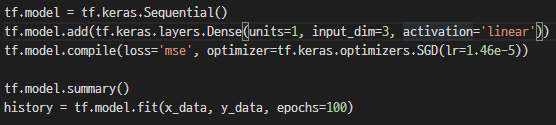 tf.model = tf.keras.Sequential()
tf.model.add(tf.keras.layers.Dense(units=1, input_dim=3, activation='linear'))
tf.model.compile(loss='mse', optimizer=tf.keras.optimizers.SGD(lr=1.46e-5))
tf.model.summary()
history = tf.model.fit(x_data, y_data, epochs=100)